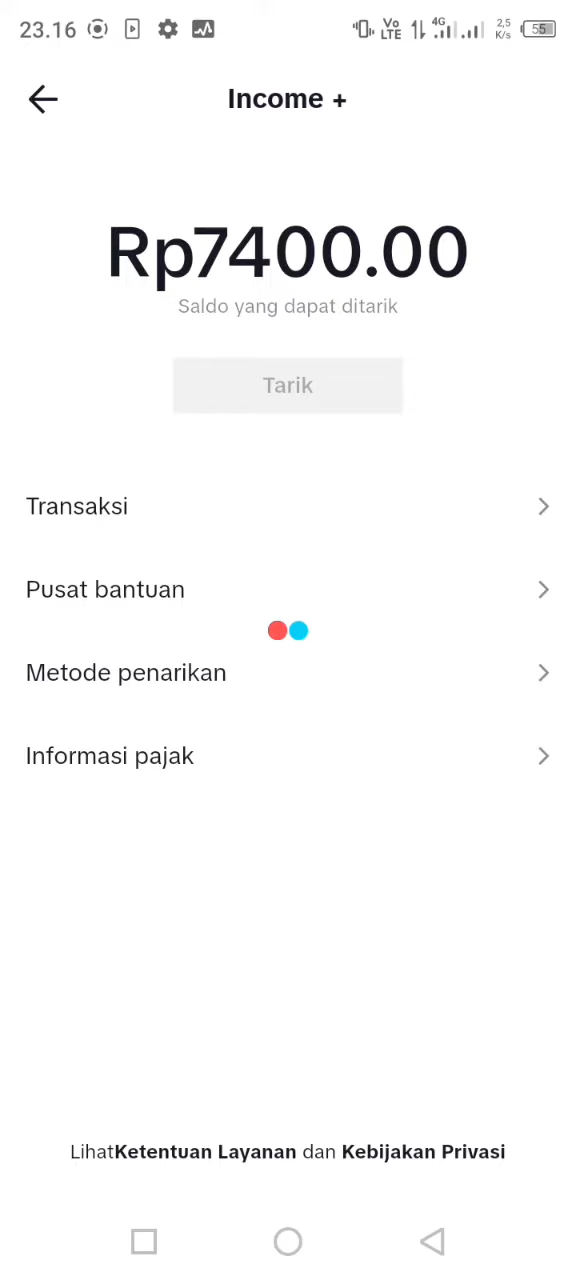 23.16
Vo LTE 4G 2,5 K/s 55
Income +
Rp7400.00
Saldo yang dapat ditarik
Tarik
Transaksi
Pusat bantuan
Metode penarikan
Informasi pajak
LihatKetentuan Layanan dan Kebijakan Privasi